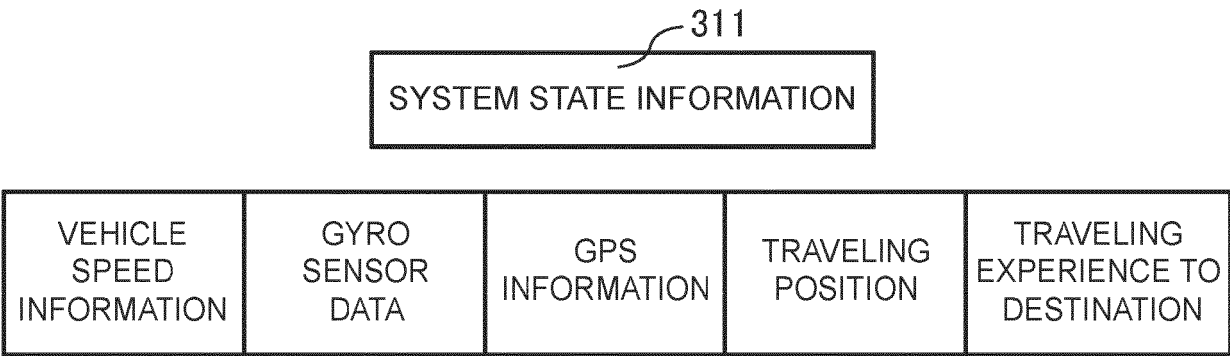 311
SYSTEM STATE INFORMATION
VEHICLE
SPEED
INFORMATION
GYRO
SENSOR
DATA
GPS
INFORMATION
TRAVELING
POSITION
TRAVELING
EXPERIENCE TO
DESTINATION